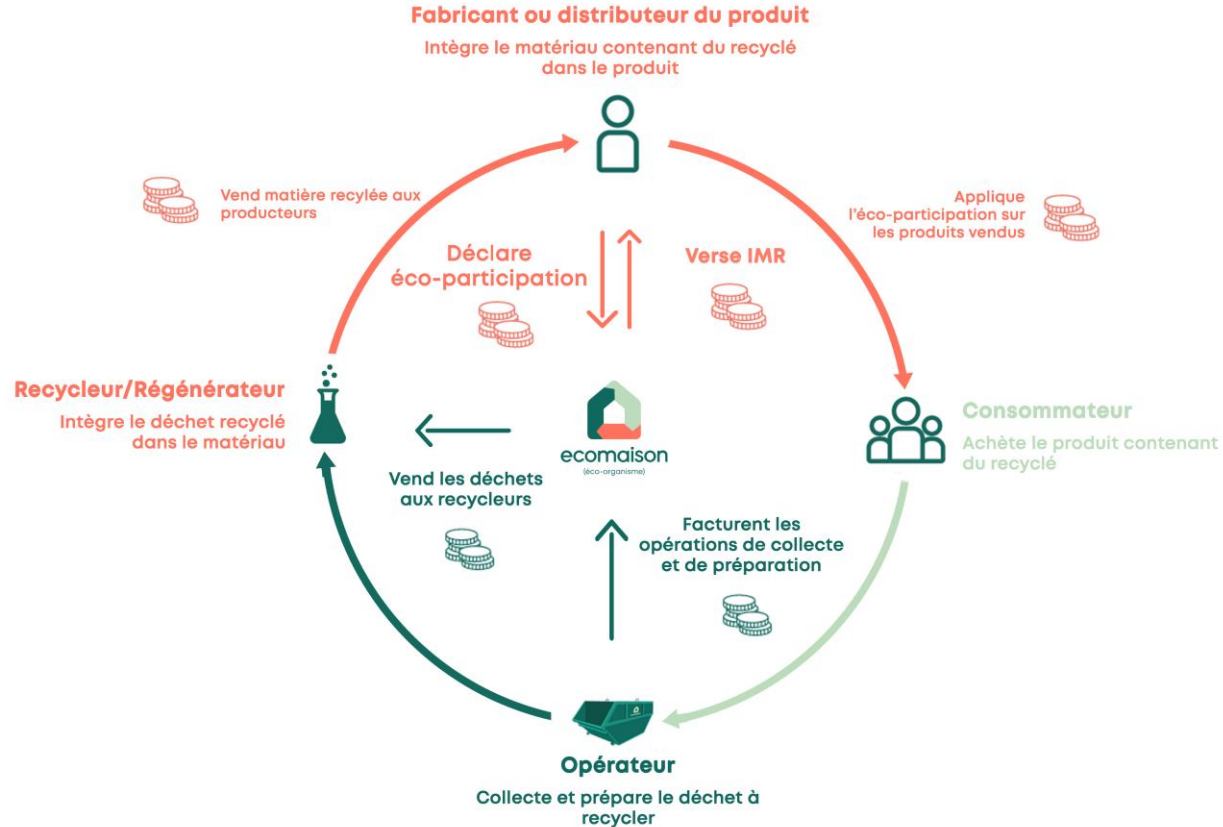 Fabricant ou distributeur du produit
Intègre le matériau contenant du recyclé
dans le produit
Vend matière recylée aux
producteurs
Applique
l'éco-participation sur
les produits vendus
Déclare
éco-participation
Verse IMR
Recycleur/Régénérateur
Intègre le déchet recyclé
dans le matériau
ecomaison
(éco-organisme)
Consommateur
Achète le produit contenant
du recyclé
Vend les déchets
aux recycleurs
Facturent les
opérations de collecte
et de préparation
Opérateur
Collecte et prépare le déchet à
recycler